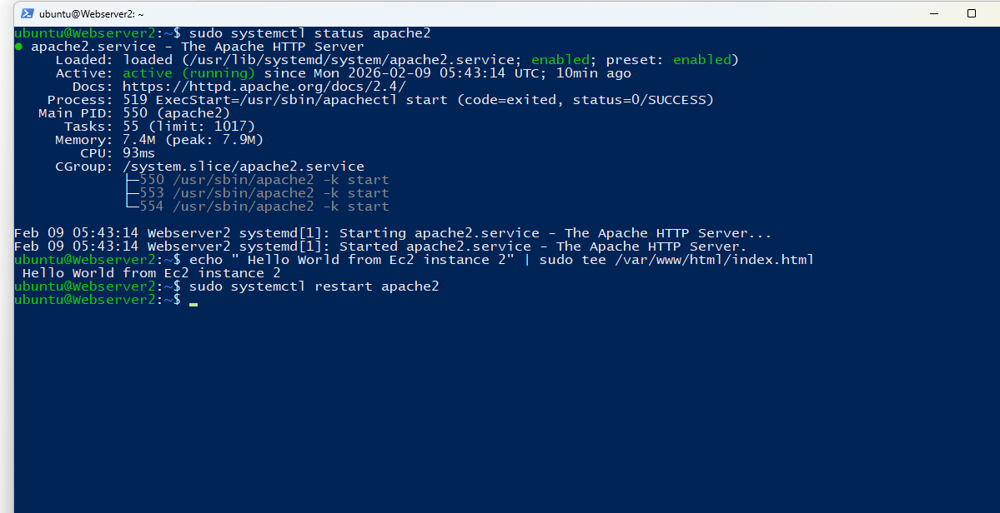 ubuntu@Webserver2: ~
ubuntu@Webserver2:~$ sudo systemctl status apache2
● apache2.service - The Apache HTTP Server
     Loaded: loaded (/usr/lib/systemd/system/apache2.service; enabled; preset: enabled)
     Active: active (running) since Mon 2026-02-09 05:43:14 UTC; 10min ago
       Docs: https://httpd.apache.org/docs/2.4/
    Process: 519 ExecStart=/usr/sbin/apachectl start (code=exited, status=0/SUCCESS)
   Main PID: 550 (apache2)
      Tasks: 55 (limit: 1017)
     Memory: 7.4M (peak: 7.9M)
        CPU: 93ms
     CGroup: /system.slice/apache2.service
             ├─550 /usr/sbin/apache2 -k start
             ├─553 /usr/sbin/apache2 -k start
             └─554 /usr/sbin/apache2 -k start
Feb 09 05:43:14 Webserver2 systemd[1]: Starting apache2.service - The Apache HTTP Server...
Feb 09 05:43:14 Webserver2 systemd[1]: Started apache2.service - The Apache HTTP Server.
ubuntu@Webserver2:~$ echo " Hello World from Ec2 instance 2" | sudo tee /var/www/html/index.html
 Hello World from Ec2 instance 2
ubuntu@Webserver2:~$ sudo systemctl restart apache2
ubuntu@Webserver2:~$